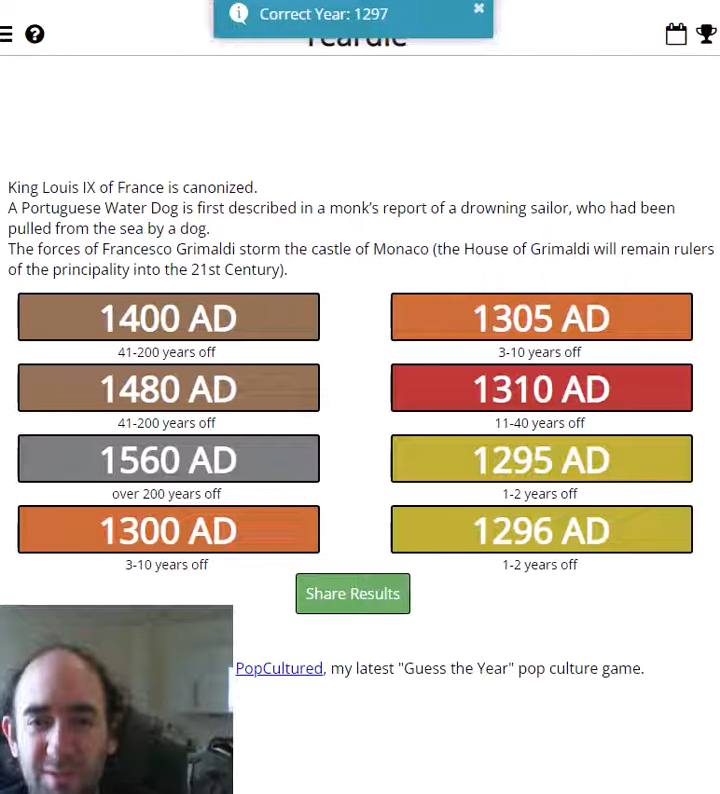 Correct Year: 1297
Yeardle
King Louis IX of France is canonized.
A Portuguese Water Dog is first described in a monk's report of a drowning sailor, who had been
pulled from the sea by a dog.
The forces of Francesco Grimaldi storm the castle of Monaco (the House of Grimaldi will remain rulers
of the principality into the 21st Century).
1400 AD
41-200 years off
1480 AD
41-200 years off
1560 AD
over 200 years off
1300 AD
3-10 years off
1305 AD
3-10 years off
1310 AD
11-40 years off
1295 AD
1-2 years off
1296 AD
1-2 years off
Share Results
PopCultured, my latest "Guess the Year" pop culture game.